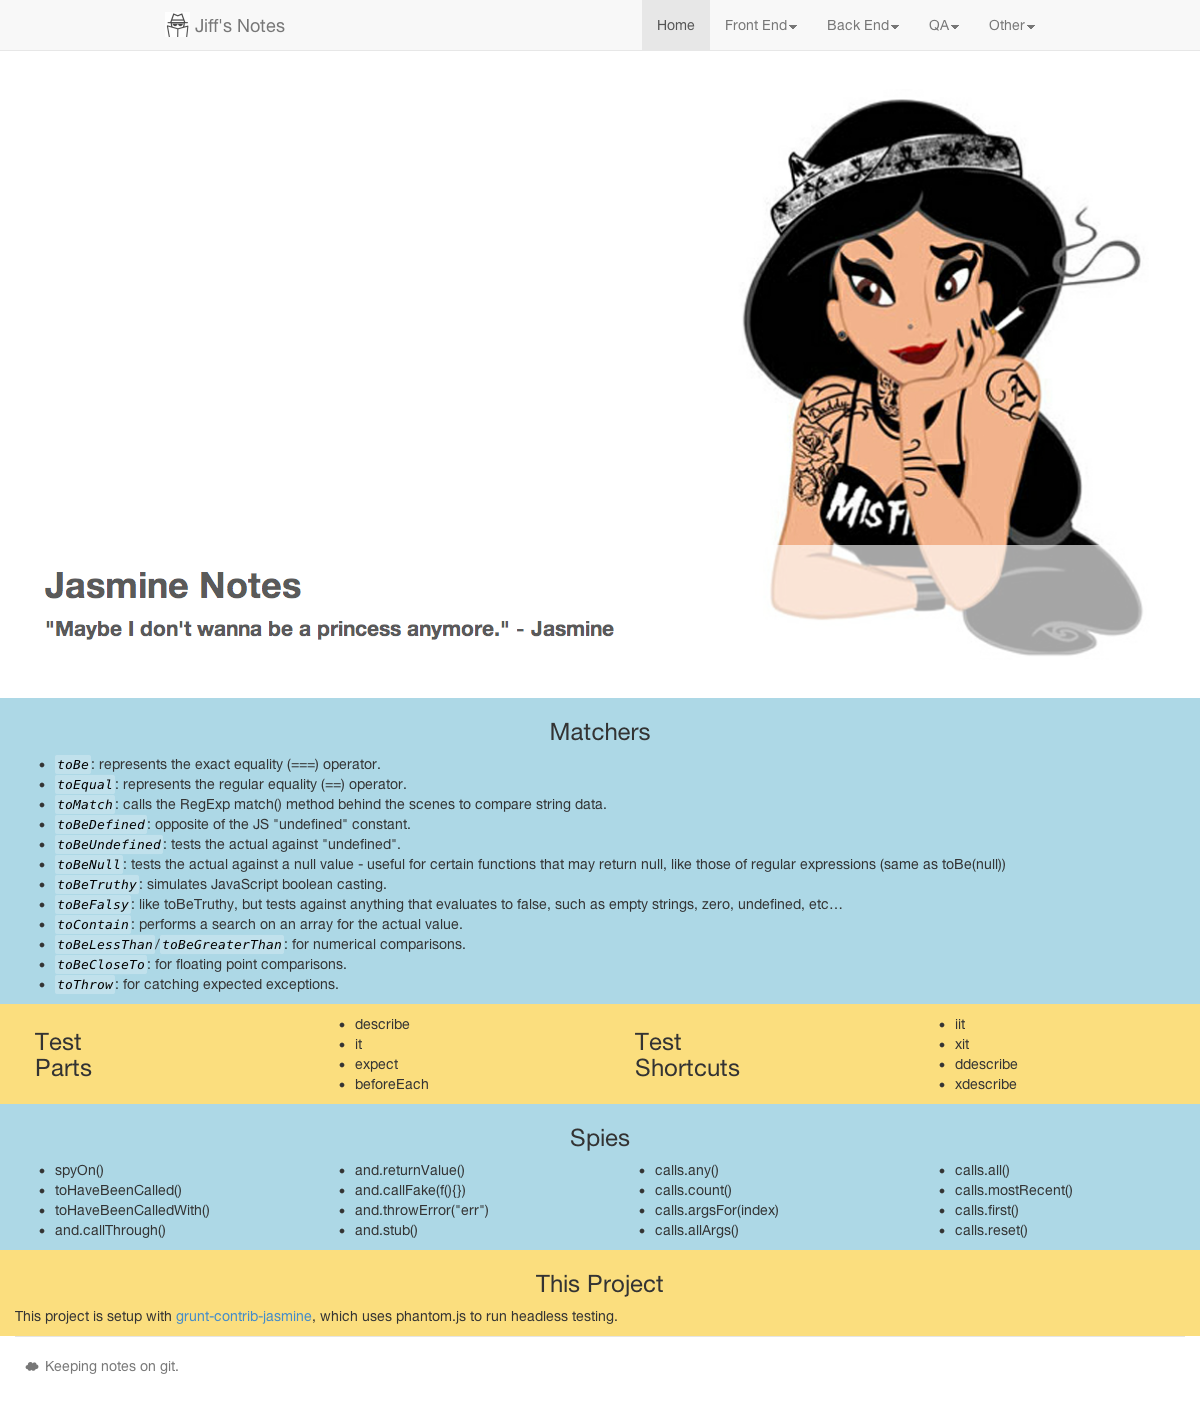 Jiff's Notes
Home
Front End
Back End
QA
Other
Daddy
A
MISFI
Jasmine Notes
"Maybe I don't wanna be a princess anymore." - Jasmine
Matchers
toBe: represents the exact equality (===) operator.
toEqual: represents the regular equality (==) operator.
toMatch: calls the RegExp match() method behind the scenes to compare string data.
toBeDefined: opposite of the JS "undefined" constant.
toBeUndefined: tests the actual against "undefined".
toBeNull: tests the actual against a null value - useful for certain functions that may return null, like those of regular expressions (same as toBe(null))
toBeTruthy: simulates JavaScript boolean casting.
toBeFalsy: like toBeTruthy, but tests against anything that evaluates to false, such as empty strings, zero, undefined, etc…
toContain: performs a search on an array for the actual value.
toBeLessThan/toBeGreaterThan: for numerical comparisons.
toBeCloseTo: for floating point comparisons.
toThrow: for catching expected exceptions.
Test
Parts
describe
it
expect
beforeEach
Test
Shortcuts
iit
xit
ddescribe
xdescribe
Spies
spyOn()
toHaveBeenCalled()
toHaveBeenCalledWith()
and.callThrough()
and.returnValue()
and.callFake(f(){})
and.throwError("err")
and.stub()
calls.any()
calls.count()
calls.argsFor(index)
calls.allArgs()
calls.all()
calls.mostRecent()
calls.first()
calls.reset()
This Project
This project is setup with grunt-contrib-jasmine, which uses phantom.js to run headless testing.
Keeping notes on git.